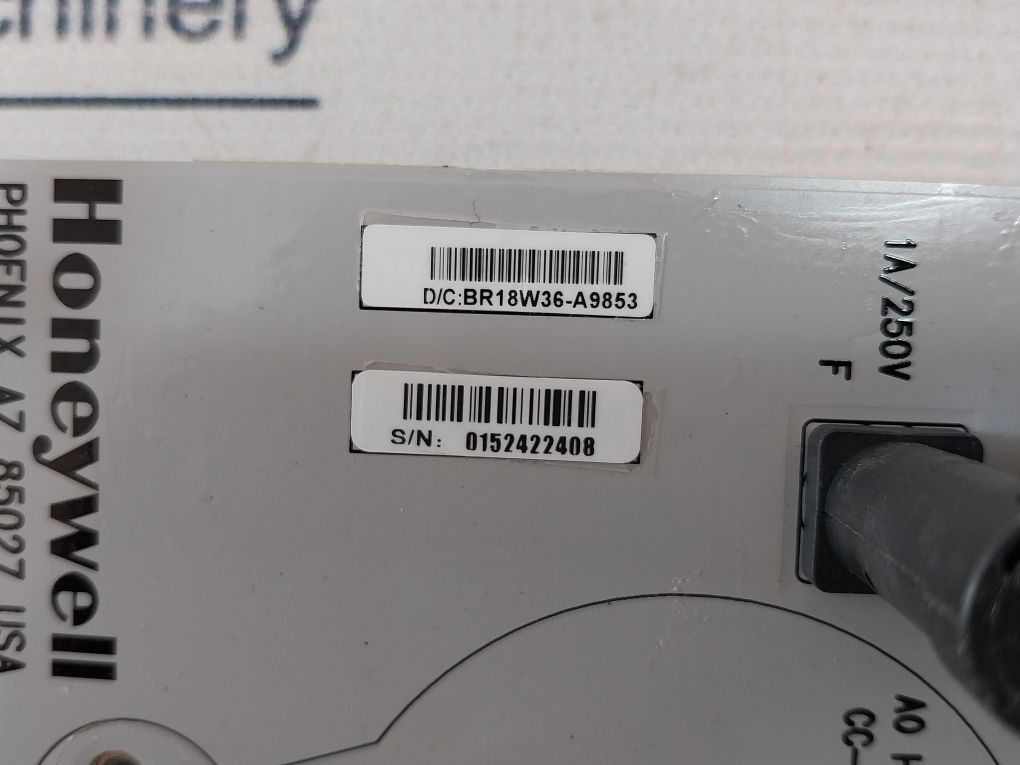 chinery
Honeywell
PHOENIX AZ 85027 USA
D/C:BR18W36-A9853
S/N: 0152422408
1A/250V
F
AO H
CC-